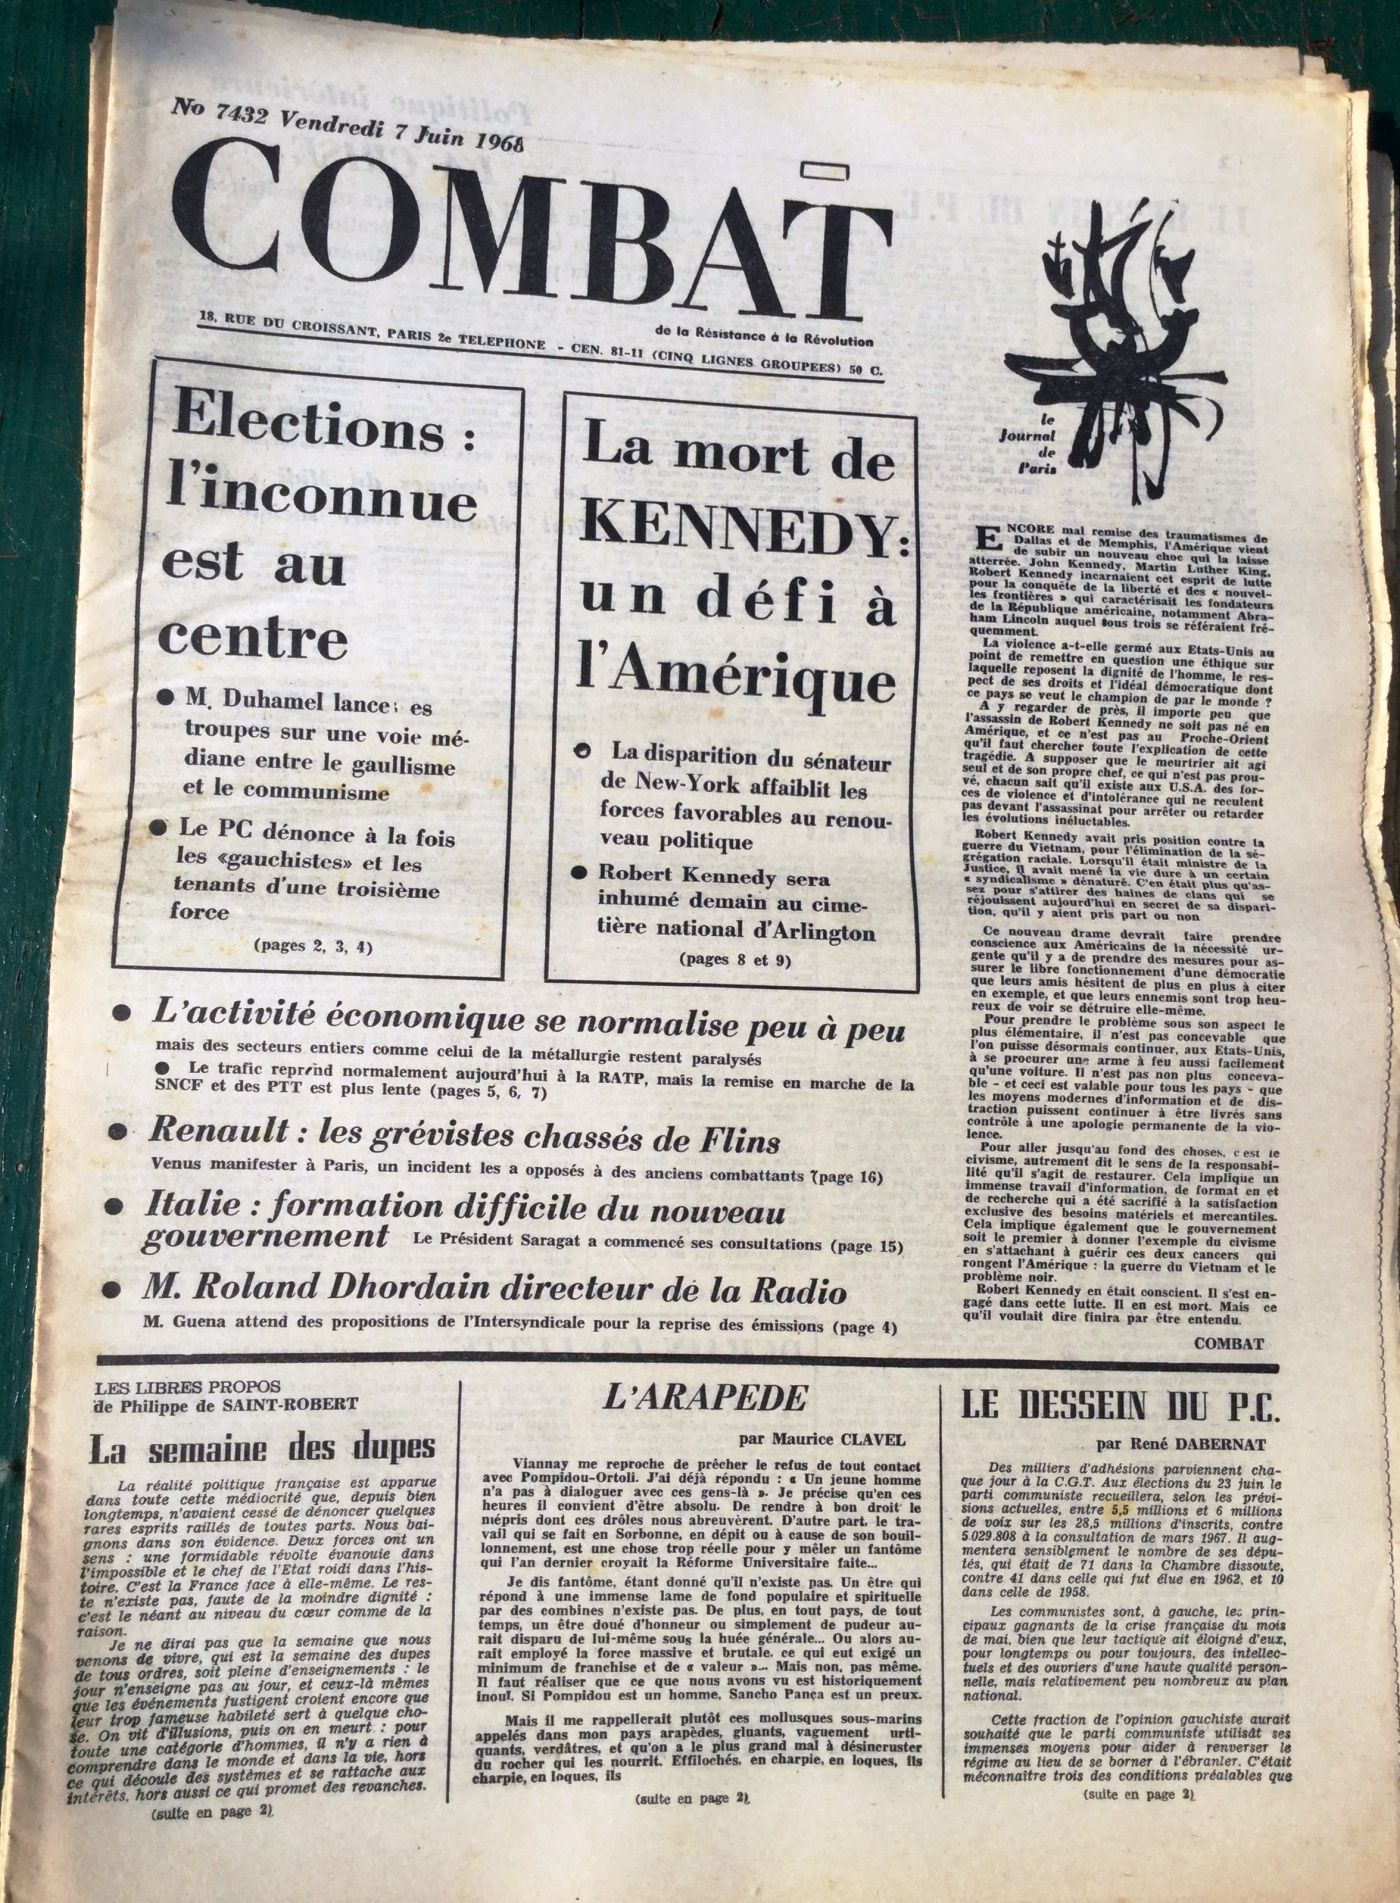 No 7432 Vendredi 7 Juin 1968
COMBAT
de la Résistance à la Révolution
18, RUE DU CROISSANT, PARIS 2e TELEPHONE - CEN. 81-11 (CINQ LIGNES GROUPEES) 50 C.
le
Journal
de
Paris
Elections :
l'inconnue
est au
centre
● M. Duhamel lance es
troupes sur une voie mé-
diane entre le gaullisme
et le communisme
● Le PC dénonce à la fois
les «gauchistes» et les
tenants d'une troisième
force
(pages 2, 3, 4)
La mort de
KENNEDY:
un défi à
l'Amérique
● La disparition du sénateur
de New-York affaiblit les
forces favorables au renou-
veau politique
● Robert Kennedy sera
inhumé demain au cime-
tière national d'Arlington
(pages 8 et 9)
● L'activité économique se normalise peu à peu
mais des secteurs entiers comme celui de la métallurgie restent paralysés
● Le trafic reprend normalement aujourd'hui à la RATP, mais la remise en marche de la
SNCF et des PTT est plus lente (pages 5, 6, 7)
● Renault : les grévistes chassés de Flins
Venus manifester à Paris, un incident les a opposés à des anciens combattants (page 16)
● Italie : formation difficile du nouveau
gouvernement Le Président Saragat a commencé ses consultations (page 15)
● M. Roland Dhordain directeur de la Radio
M. Guena attend des propositions de l'Intersyndicale pour la reprise des émissions (page 4)
ENCORE mal remise des traumatismes de
Dallas et de Memphis, l'Amérique vient
de subir un nouveau choc qui la laisse
atterrée. John Kennedy, Martin Luther King,
Robert Kennedy incarnaient cet esprit de lutte
pour la conquête de la liberté et des « nouvel-
les frontières » qui caractérisait les fondateurs
de la République américaine, notamment Abra-
ham Lincoln auquel tous trois se référaient fré-
quemment.
La violence a-t-elle germé aux Etats-Unis au
point de remettre en question une éthique sur
laquelle reposent la dignité de l'homme, le res-
pect de ses droits et l'idéal démocratique dont
ce pays se veut le champion de par le monde ?
A y regarder de près, il importe peu que
l'assassin de Robert Kennedy ne soit pas né en
Amérique, et ce n'est pas au Proche-Orient
qu'il faut chercher toute l'explication de cette
tragédie. A supposer que le meurtrier ait agi
seul et de son propre chef, ce qui n'est pas prou-
vé, chacun sait qu'il existe aux U.S.A. des for-
ces de violence et d'intolérance qui ne reculent
pas devant l'assassinat pour arrêter ou retarder
les évolutions inéluctables.
Robert Kennedy avait pris position contre la
guerre du Vietnam, pour l'élimination de la sé-
grégation raciale. Lorsqu'il était ministre de la
Justice, il avait mené la vie dure à un certain
« syndicalisme » dénaturé. C'en était plus qu'as-
sez pour s'attirer des haines de clans qui se
réjouissent aujourd'hui en secret de sa dispari-
tion, qu'il y aient pris part ou non
Ce nouveau drame devrait faire prendre
conscience aux Américains de la nécessité ur-
gente qu'il y a de prendre des mesures pour as-
surer le libre fonctionnement d'une démocratie
que leurs amis hésitent de plus en plus à citer
en exemple, et que leurs ennemis sont trop heu-
reux de voir se détruire elle-même.
Pour prendre le problème sous son aspect le
plus élémentaire, il n'est pas concevable que
l'on puisse désormais continuer, aux Etats-Unis,
à se procurer une arme à feu aussi facilement
qu'une voiture. Il n'est pas non plus conceva-
ble - et ceci est valable pour tous les pays - que
les moyens modernes d'information et de dis-
traction puissent continuer à être livrés sans
contrôle à une apologie permanente de la vio-
lence.
Pour aller jusqu'au fond des choses, c'est le
civisme, autrement dit le sens de la responsabi-
lité qu'il s'agit de restaurer. Cela implique un
immense travail d'information, de format en et
de recherche qui a été sacrifié à la satisfaction
exclusive des besoins matériels et mercantiles.
Cela implique également que le gouvernement
soit le premier à donner l'exemple du civisme
en s'attachant à guérir ces deux cancers qui
rongent l'Amérique : la guerre du Vietnam et le
problème noir.
Robert Kennedy en était conscient. Il s'est en-
gagé dans cette lutte. Il en est mort. Mais ce
qu'il voulait dire finira par être entendu.
COMBAT
LES LIBRES PROPOS
de Philippe de SAINT-ROBERT
La semaine des dupes
La réalité politique française est apparue
dans toute cette médiocrité que, depuis bien
longtemps, n'avaient cessé de dénoncer quelques
rares esprits raillés de toutes parts. Nous bai-
gnons dans son évidence. Deux forces ont un
sens : une formidable révolte évanouie dans
l'impossible et le chef de l'Etat roidi dans l'his-
toire. C'est la France face à elle-même. Le res-
te n'existe pas, faute de la moindre dignité :
c'est le néant au niveau du cœur comme de la
raison.
Je ne dirai pas que la semaine que nous
venons de vivre, qui est la semaine des dupes
de tous ordres, soit pleine d'enseignements : le
jour n'enseigne pas au jour, et ceux-là mêmes
que les événements fustigent croient encore que
leur trop fameuse habileté sert à quelque cho-
se. On vit d'illusions, puis on en meurt : pour
toute une catégorie d'hommes, il n'y a rien à
comprendre dans le monde et dans la vie, hors
ce qui découle des systèmes et se rattache aux
intérêts, hors aussi ce qui promet des revanches.
(suite en page 2)
L'ARAPEDE
par Maurice CLAVEL
Viannay me reproche de prêcher le refus de tout contact
avec Pompidou-Ortoli. J'ai déjà répondu : « Un jeune homme
n'a pas à dialoguer avec ces gens-là ». Je précise qu'en ces
heures il convient d'être absolu. De rendre à bon droit le
mépris dont ces drôles nous abreuvèrent. D'autre part, le tra-
vail qui se fait en Sorbonne, en dépit ou à cause de son bouil-
lonnement, est une chose trop réelle pour y mêler un fantôme
qui l'an dernier croyait la Réforme Universitaire faite...
Je dis fantôme, étant donné qu'il n'existe pas. Un être qui
répond à une immense lame de fond populaire et spirituelle
par des combines n'existe pas. De plus, en tout pays, de tout
temps, un être doué d'honneur ou simplement de pudeur au-
rait disparu de lui-même sous la huée générale... Ou alors au-
rait employé la force massive et brutale, ce qui eut exigé un
minimum de franchise et de « valeur »... Mais non, pas même.
Il faut réaliser que ce que nous avons vu est historiquement
inouï. Si Pompidou est un homme, Sancho Pança est un preux.
Mais il me rappellerait plutôt ces mollusques sous-marins
appelés dans mon pays arapèdes, gluants, vaguement urti-
quants, verdâtres, et qu'on a le plus grand mal à désincruster
du rocher qui les nourrit. Effilochés, en charpie, en loques, ils
charpie, en loques, ils
(suite en page 2)
LE DESSEIN DU P.C.
par René DABERNAT
Des milliers d'adhésions parviennent cha-
que jour à la C.G.T. Aux élections du 23 juin le
parti communiste recueillera, selon les prévi-
sions actuelles, entre 5,5 millions et 6 millions
de voix sur les 28,5 millions d'inscrits, contre
5.029.808 à la consultation de mars 1967. Il aug-
mentera sensiblement le nombre de ses dépu-
tés, qui était de 71 dans la Chambre dissoute,
contre 41 dans celle qui fut élue en 1962, et 10
dans celle de 1958.
Les communistes sont, à gauche, les prin-
cipaux gagnants de la crise française du mois
de mai, bien que leur tactique ait éloigné d'eux,
pour longtemps ou pour toujours, des intellec-
tuels et des ouvriers d'une haute qualité person-
nelle, mais relativement peu nombreux au plan
national.
Cette fraction de l'opinion gauchiste aurait
souhaité que le parti communiste utilisât ses
immenses moyens pour aider à renverser le
régime au lieu de se borner à l'ébranler. C'était
méconnaître trois des conditions préalables que
(suite en page 2)